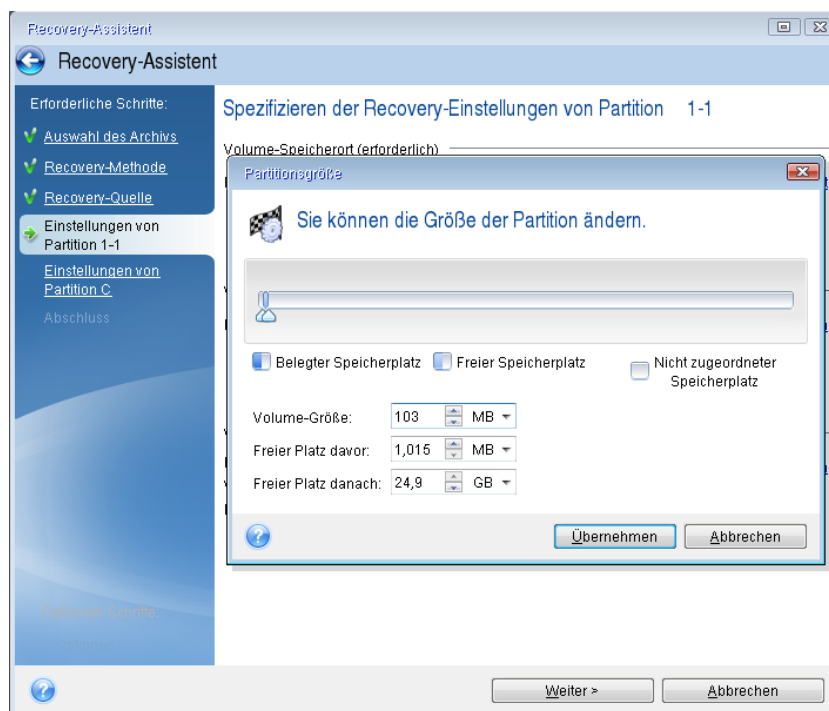 Recovery-Assistent
Recovery-Assistent
Erforderliche Schritte:
Auswahl des Archivs
Recovery-Methode
Recovery-Quelle
Einstellungen von
Partition 1-1
Einstellungen von
Partition C
Abschluss
Spezifizieren der Recovery-Einstellungen von Partition 1-1
Volume-Speicherort (erforderlich)
Partitionsgröße
Sie können die Größe der Partition ändern.
Belegter Speicherplatz
Freier Speicherplatz
Nicht zugeordneter
Speicherplatz
Volume-Größe: 103 MB
Freier Platz davor: 1,015 MB
Freier Platz danach: 24,9 GB
Übernehmen
Abbrechen
Weiter >
Abbrechen